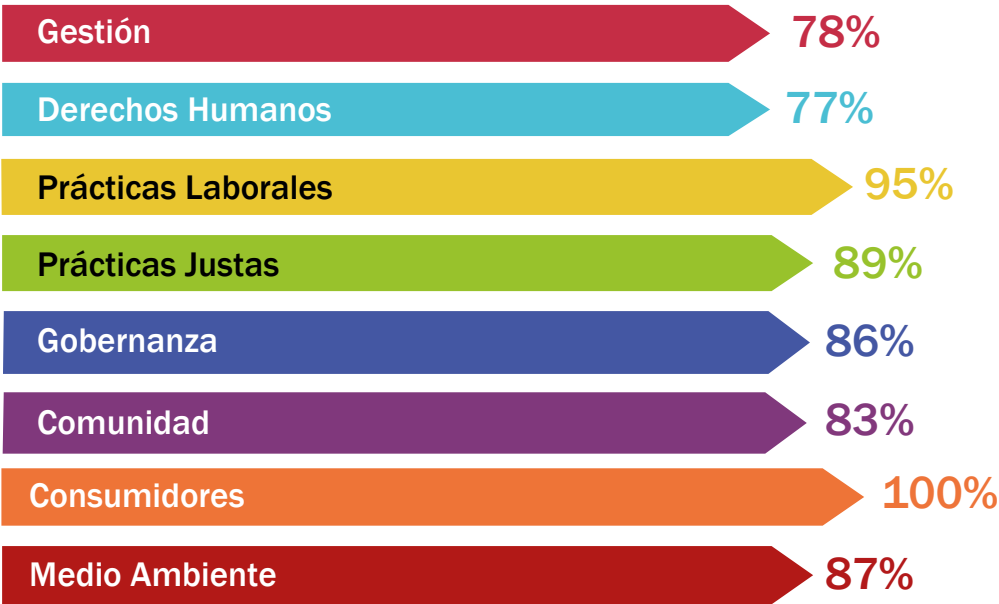 Gestión 78%
Derechos Humanos 77%
Prácticas Laborales 95%
Prácticas Justas 89%
Gobernanza 86%
Comunidad 83%
Consumidores 100%
Medio Ambiente 87%